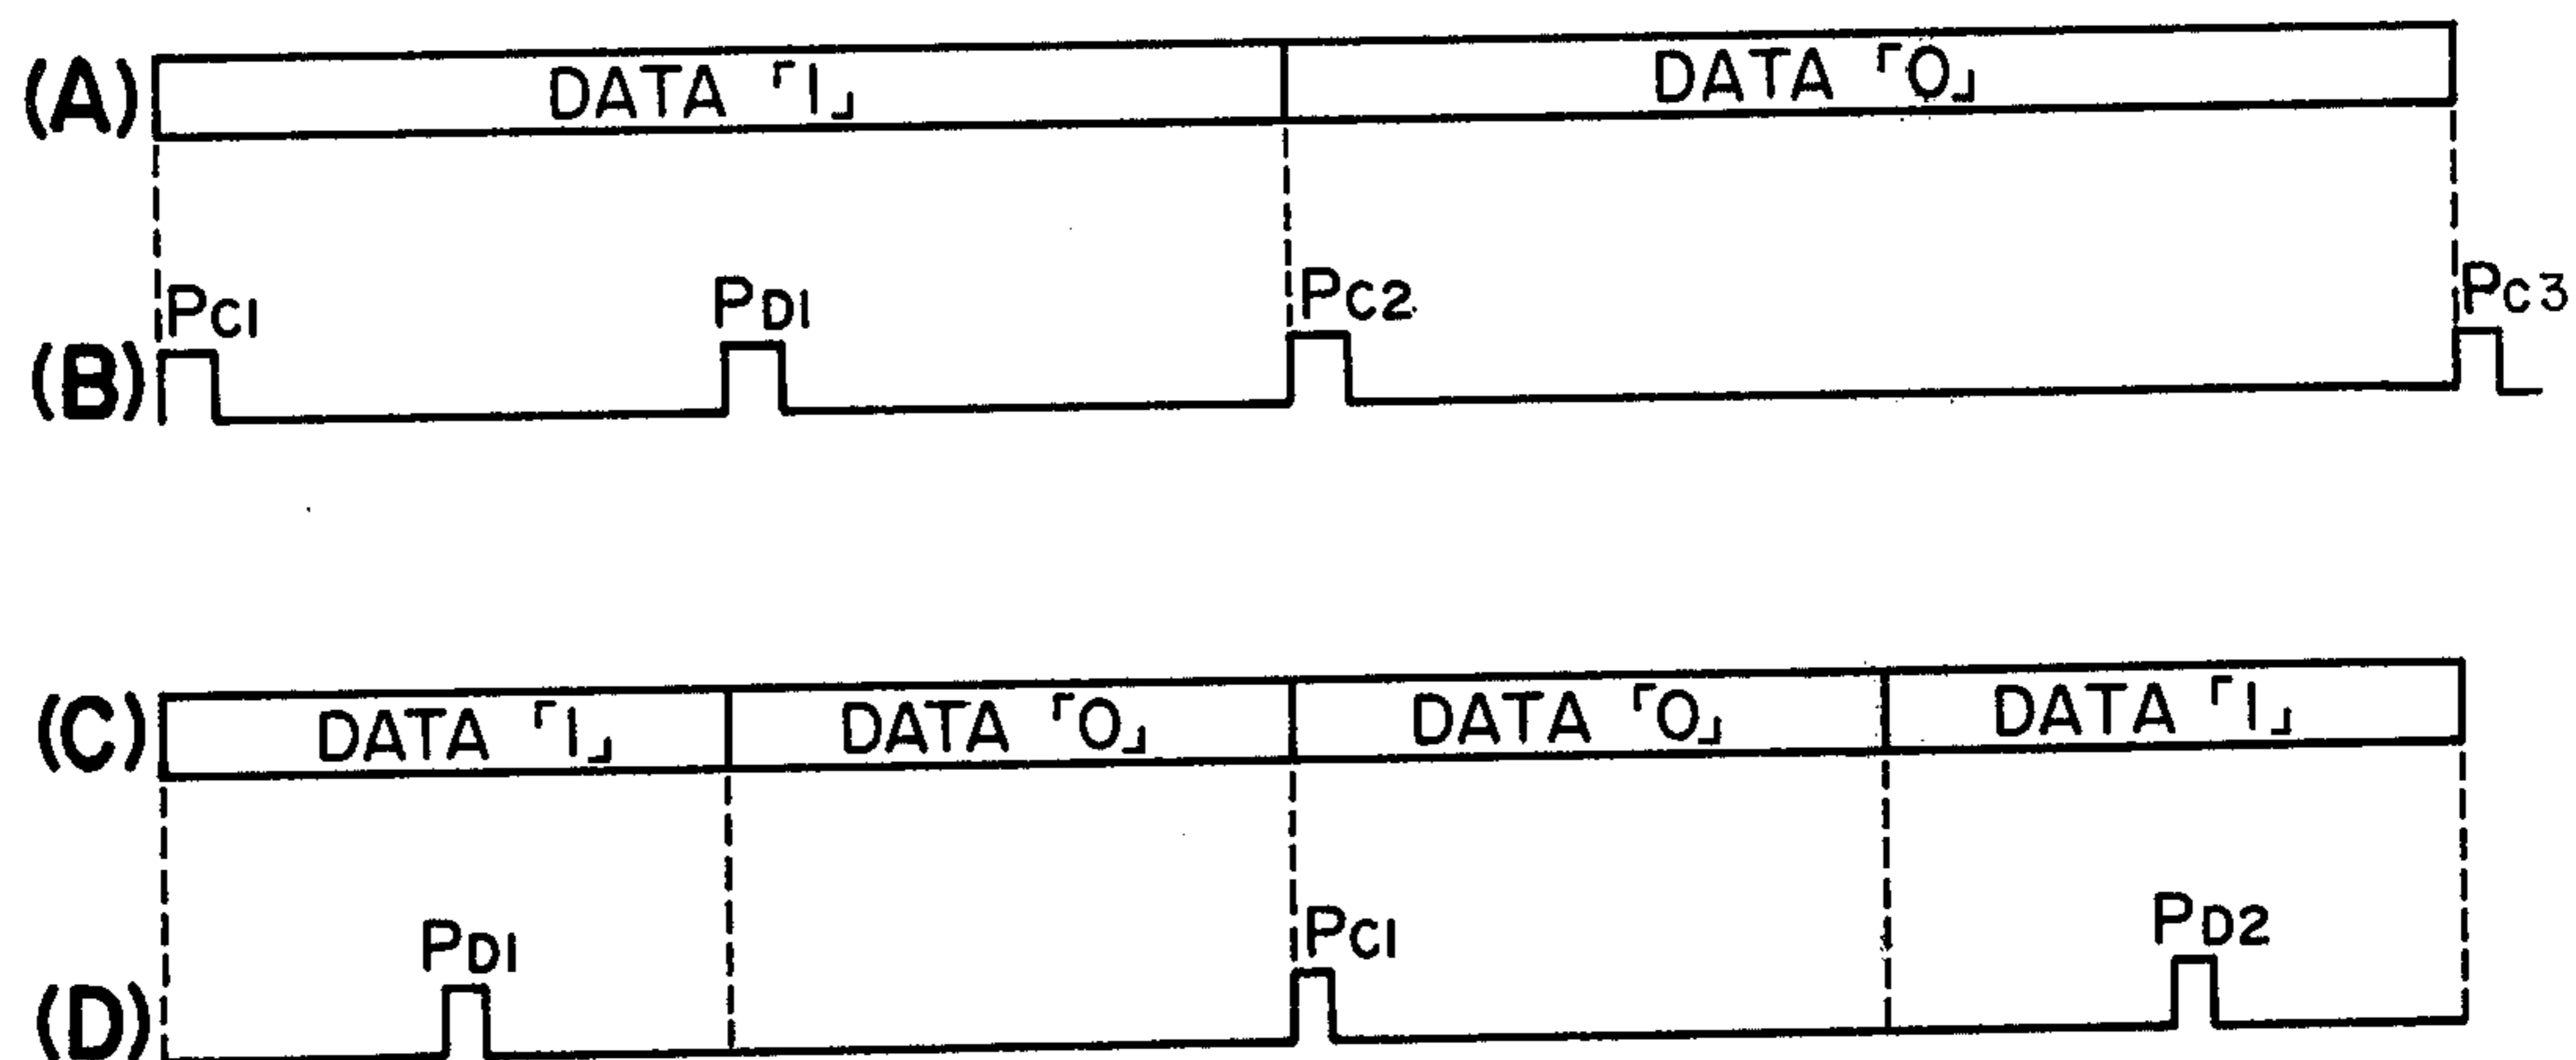 (A) DATA「1」 DATA「0」
PC1 PD1 PC2 PC3
(B)
(C) DATA「1」 DATA「0」 DATA「0」 DATA「1」
PD1 PC1 PD2
(D)